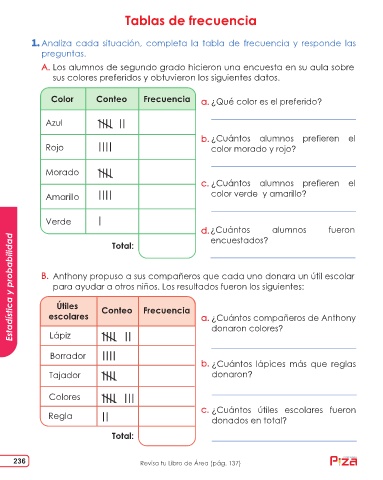 Tablas de frecuencia
1. Analiza cada situación, completa la tabla de frecuencia y responde las
preguntas.
A. Los alumnos de segundo grado hicieron una encuesta en su aula sobre
sus colores preferidos y obtuvieron los siguientes datos.
Color Conteo Frecuencia
Azul
Rojo
Morado
Amarillo
Verde
Total:
a. ¿Qué color es el preferido?
b. ¿Cuántos alumnos prefieren el
color morado y rojo?
c. ¿Cuántos alumnos prefieren el
color verde y amarillo?
d. ¿Cuántos alumnos fueron
encuestados?
Estadística y probabilidad
B. Anthony propuso a sus compañeros que cada uno donara un útil escolar
para ayudar a otros niños. Los resultados fueron los siguientes:
Útiles
escolares Conteo Frecuencia
Lápiz
Borrador
Tajador
Colores
Regla
Total:
a. ¿Cuántos compañeros de Anthony
donaron colores?
b. ¿Cuántos lápices más que reglas
donaron?
c. ¿Cuántos útiles escolares fueron
donados en total?
236
Revisa tu Libro de Área (pág. 137)
Piza